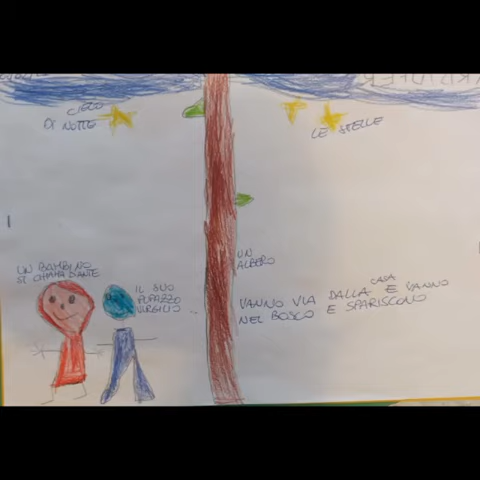 CIELO
DI NOTTE
LE STELLE
UN BAMBINO
SI CHIAMA DANTE
IL SUO
PUPAZZO
VIRGILIO ..
UN
ALBERO
CASA
VANNO VIA DALLA E VANNO
NEL BOSCO E SPARISCONO